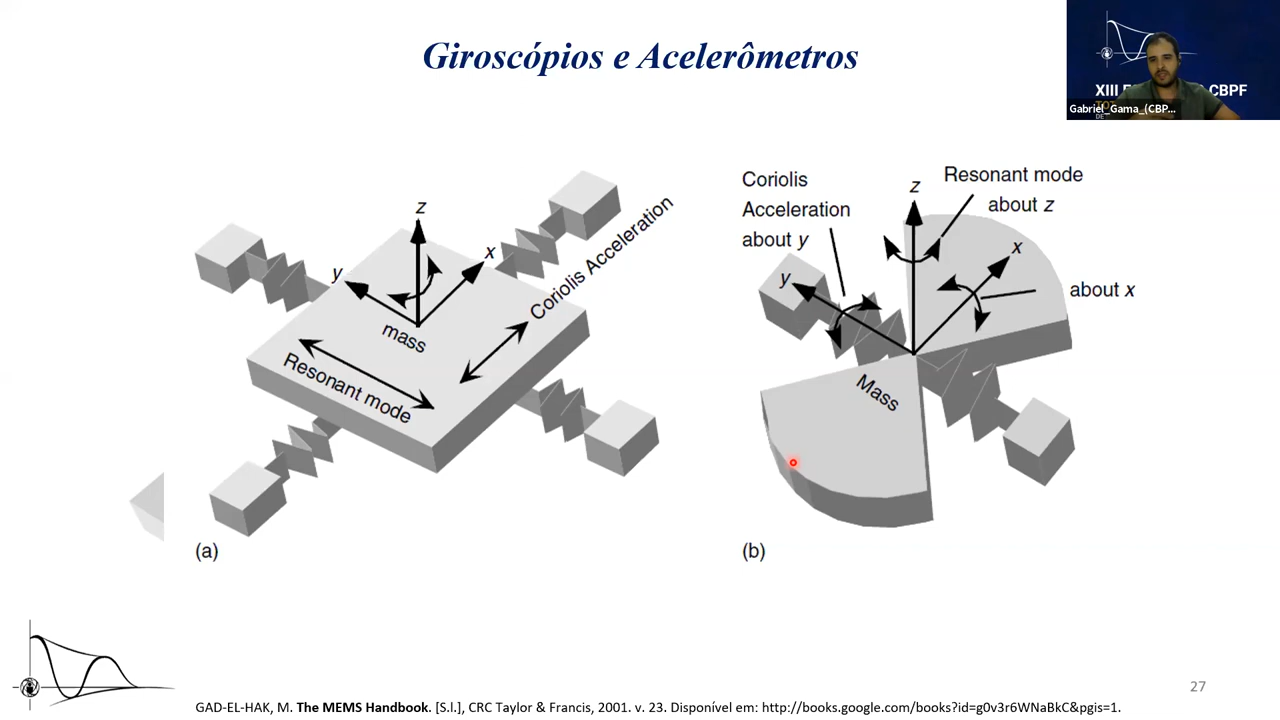 Giroscópios e Acelerômetros
XIII E
CBPF
Gabriel_Gama_(CBP...
z
y
x
mass
Resonant mode
Coriolis Acceleration
(a)
Coriolis
Acceleration
about y
z
Resonant mode
about z
x
about x
y
Mass
(b)
27
GAD-EL-HAK, M. The MEMS Handbook. [S.l.], CRC Taylor & Francis, 2001. v. 23. Disponível em: http://books.google.com/books?id=g0v3r6WNaBkC&pgis=1.